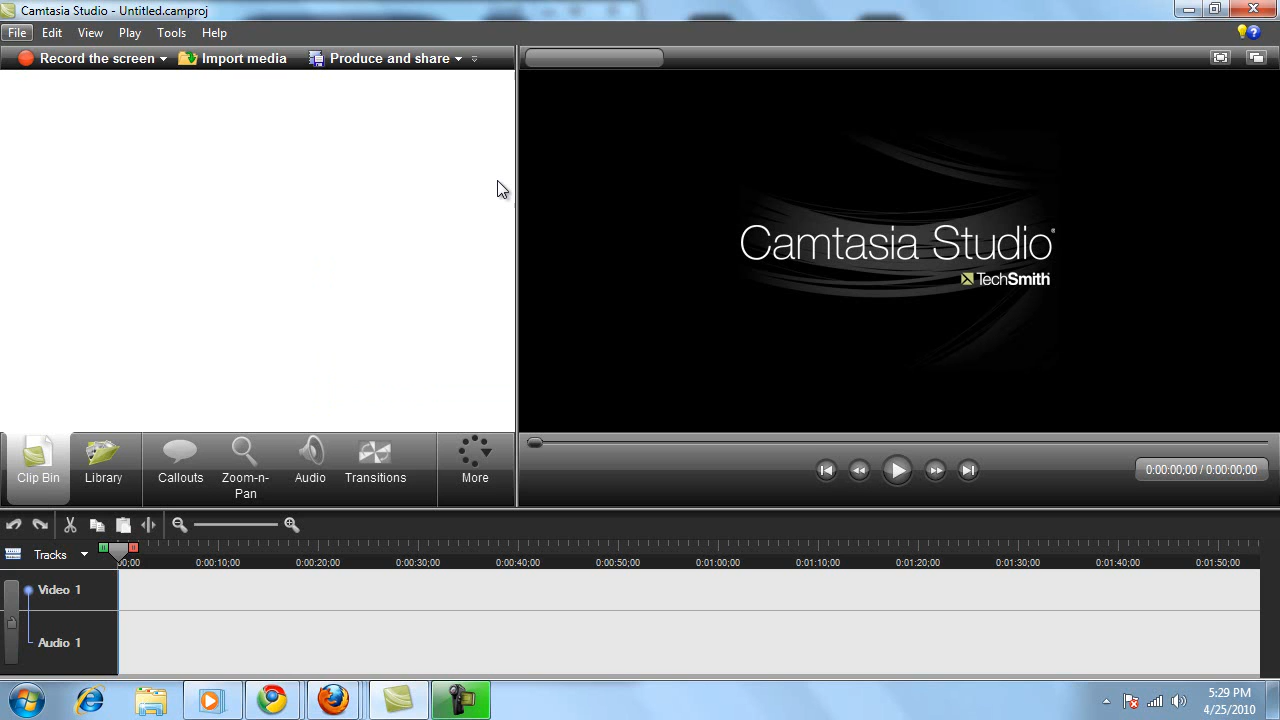 Camtasia Studio - Untitled.camproj
File Edit View Play Tools Help
Record the screen Import media Produce and share
Camtasia Studio®
TechSmith
Clip Bin Library Callouts Zoom-n-Pan Audio Transitions More
0:00:00;00 / 0:00:00;00
Tracks 00;00 0:00:10;00 0:00:20;00 0:00:30;00 0:00:40;00 0:00:50;00 0:01:00;00 0:01:10;00 0:01:20;00 0:01:30;00 0:01:40;00 0:01:50;00
Video 1
Audio 1
5:29 PM
4/25/2010